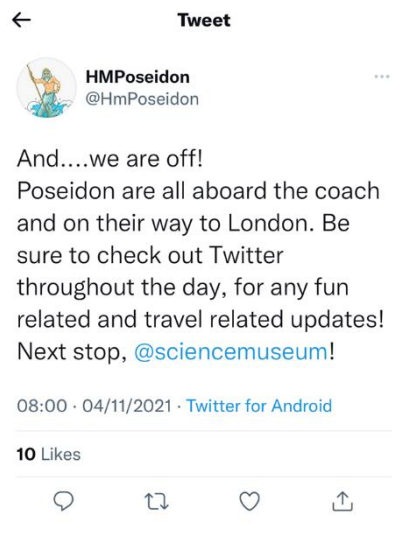 Tweet
HMPoseidon
@HmPoseidon
And....we are off!
Poseidon are all aboard the coach
and on their way to London. Be
sure to check out Twitter
throughout the day, for any fun
related and travel related updates!
Next stop, @sciencemuseum!
08:00 · 04/11/2021 · Twitter for Android
10 Likes